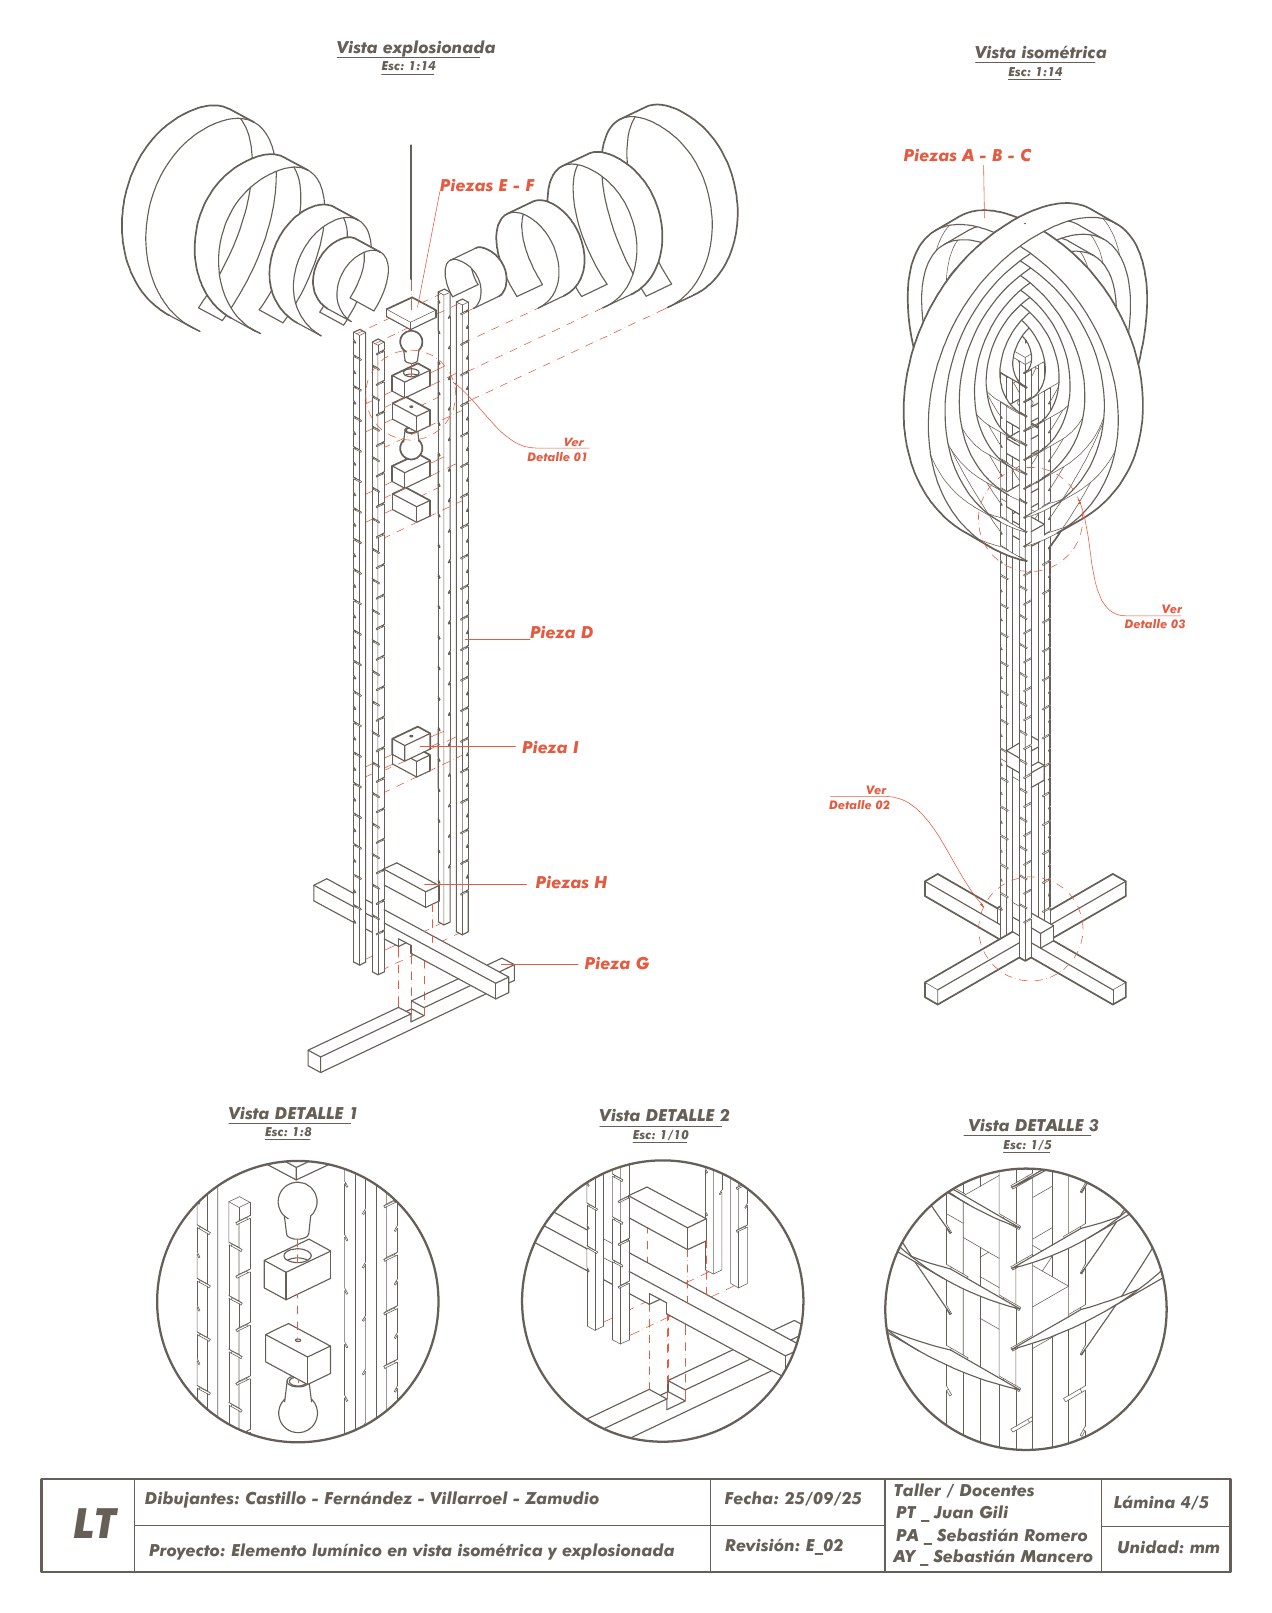 Vista explosionada
Esc: 1:14
Vista isométrica
Esc: 1:14
Piezas A - B - C
Piezas E - F
Ver
Detalle 01
Ver
Detalle 03
Pieza D
Pieza I
Ver
Detalle 02
Piezas H
Pieza G
Vista DETALLE 1
Esc: 1:8
Vista DETALLE 2
Esc: 1/10
Vista DETALLE 3
Esc: 1/5
LT
Dibujantes: Castillo - Fernández - Villarroel - Zamudio
Proyecto: Elemento lumínico en vista isométrica y explosionada
Fecha: 25/09/25
Revisión: E_02
Taller / Docentes
PT _ Juan Gili
PA _ Sebastián Romero
AY _ Sebastián Mancero
Lámina 4/5
Unidad: mm